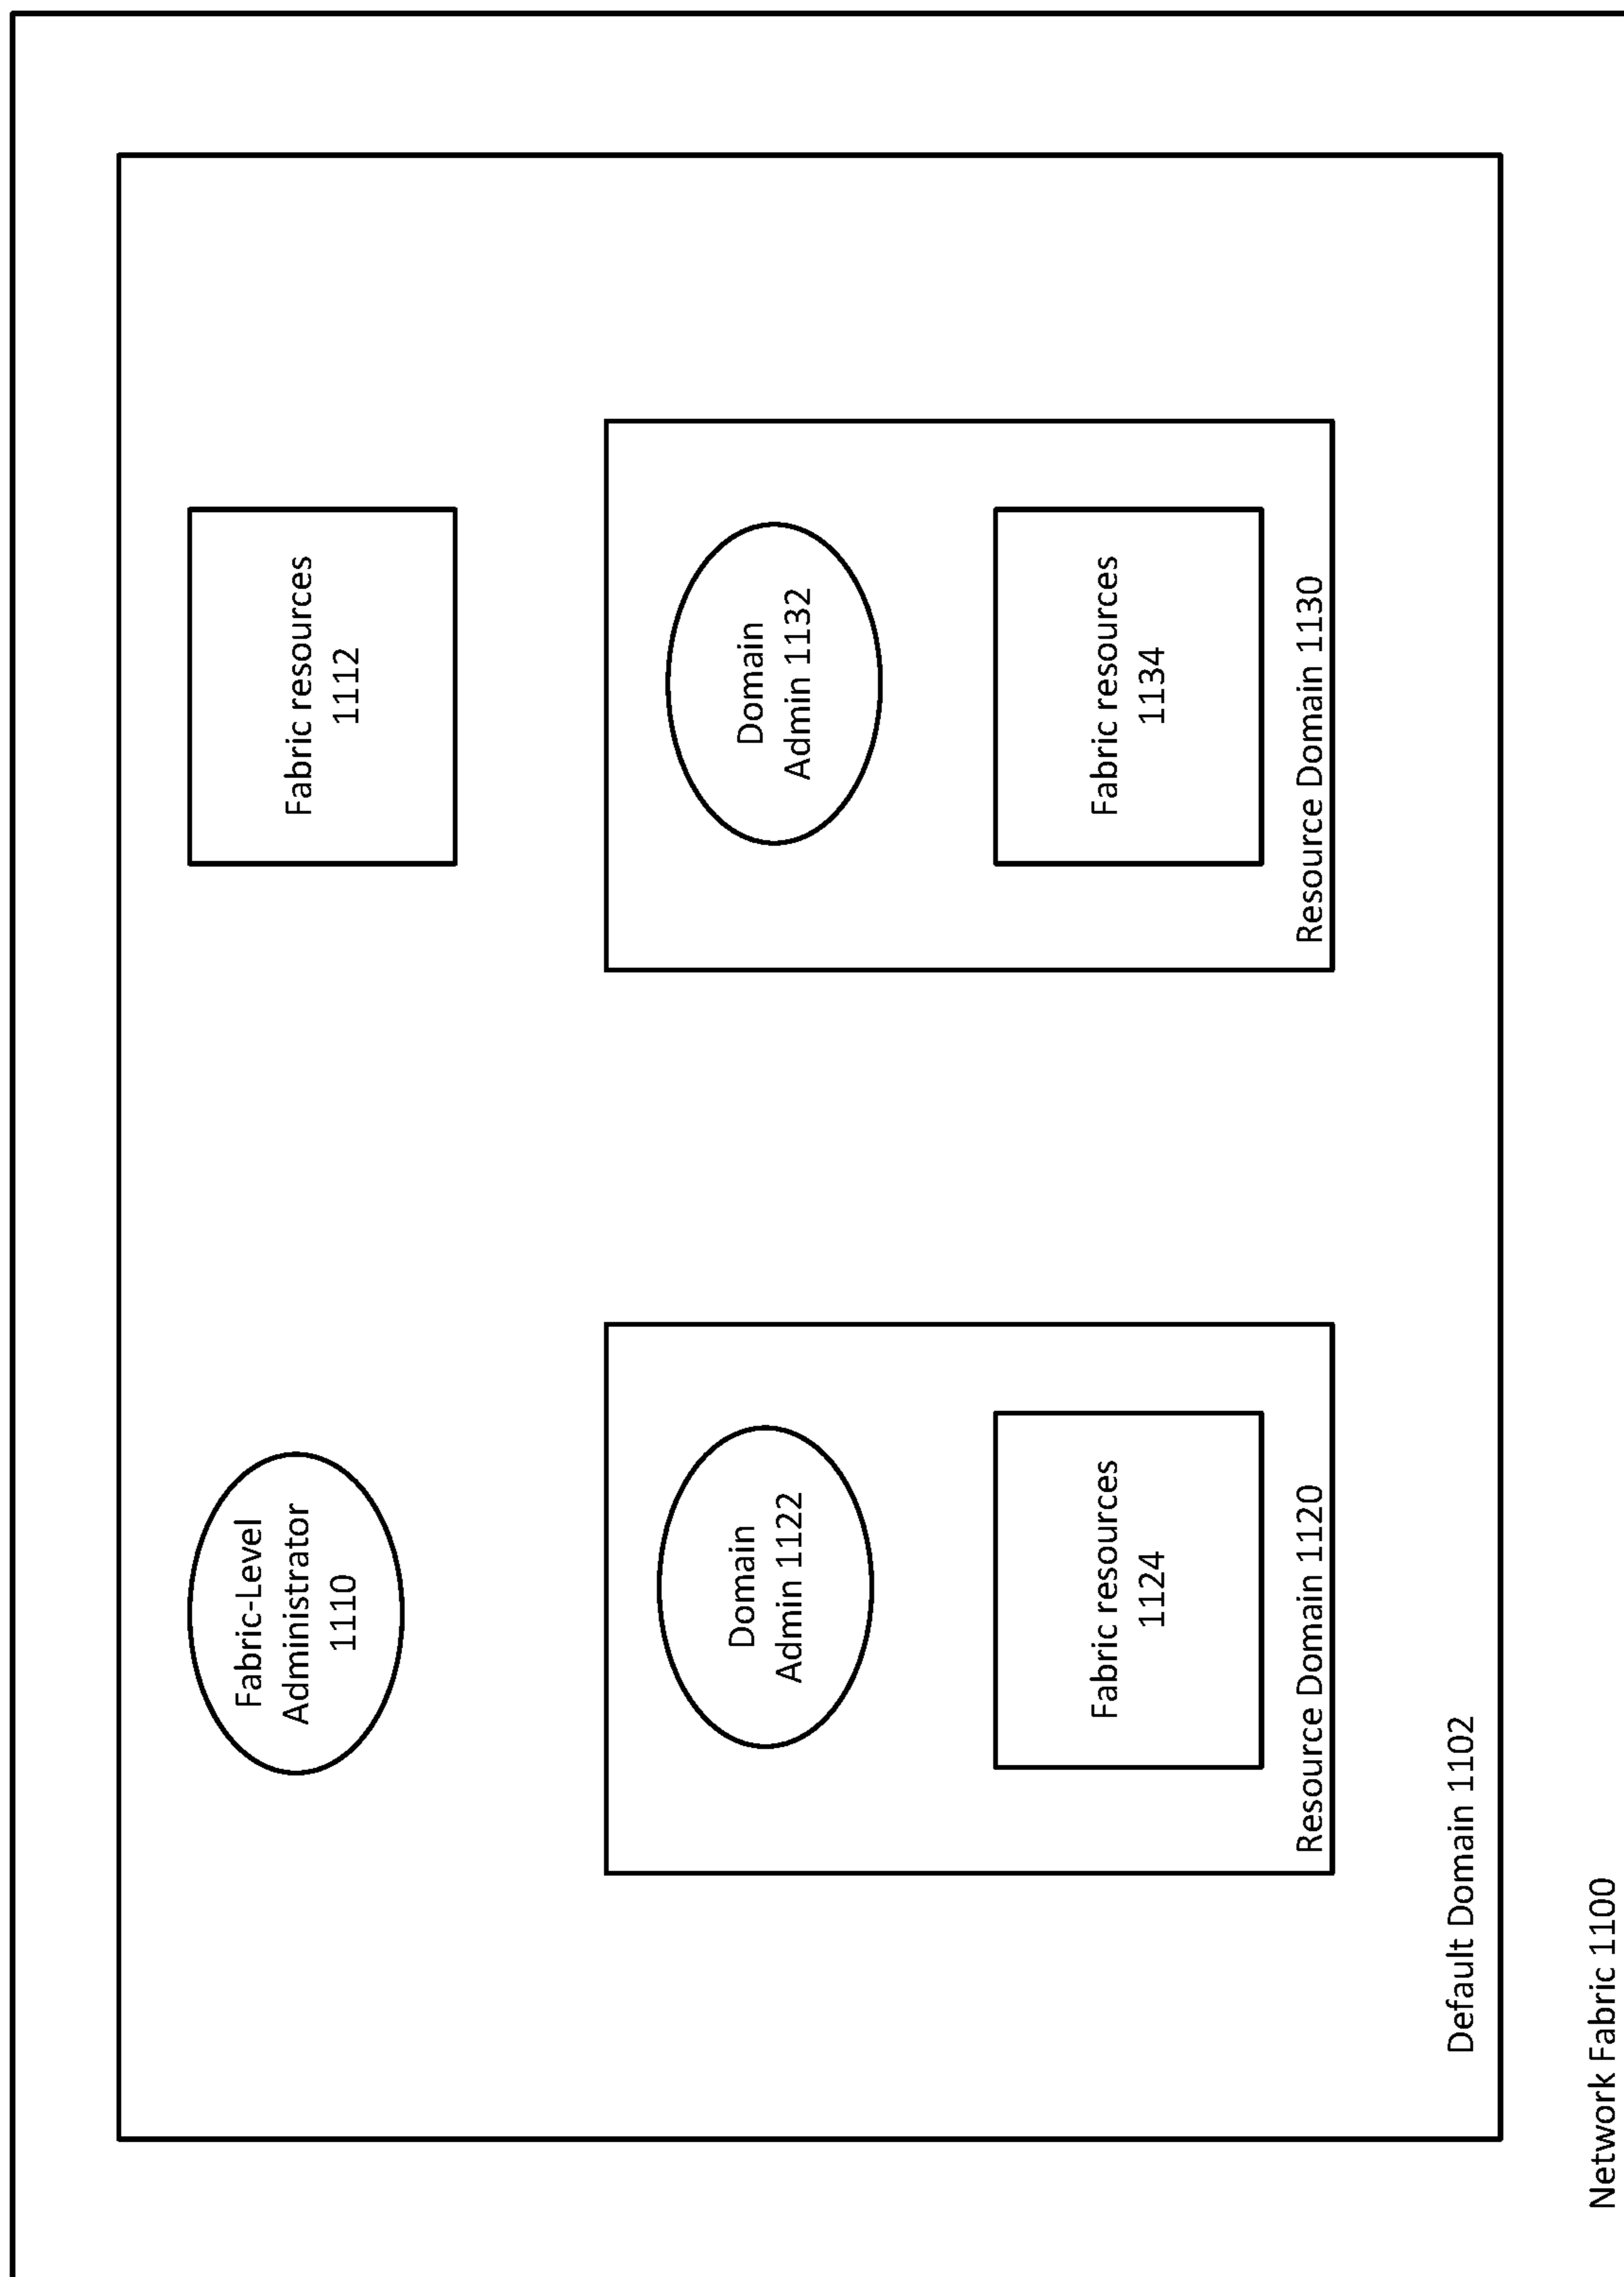 Fabric-Level
Administrator
1110
Fabric resources
1112
Domain
Admin 1122
Domain
Admin 1132
Fabric resources
1124
Fabric resources
1134
Resource Domain 1120
Resource Domain 1130
Default Domain 1102
Network Fabric 1100